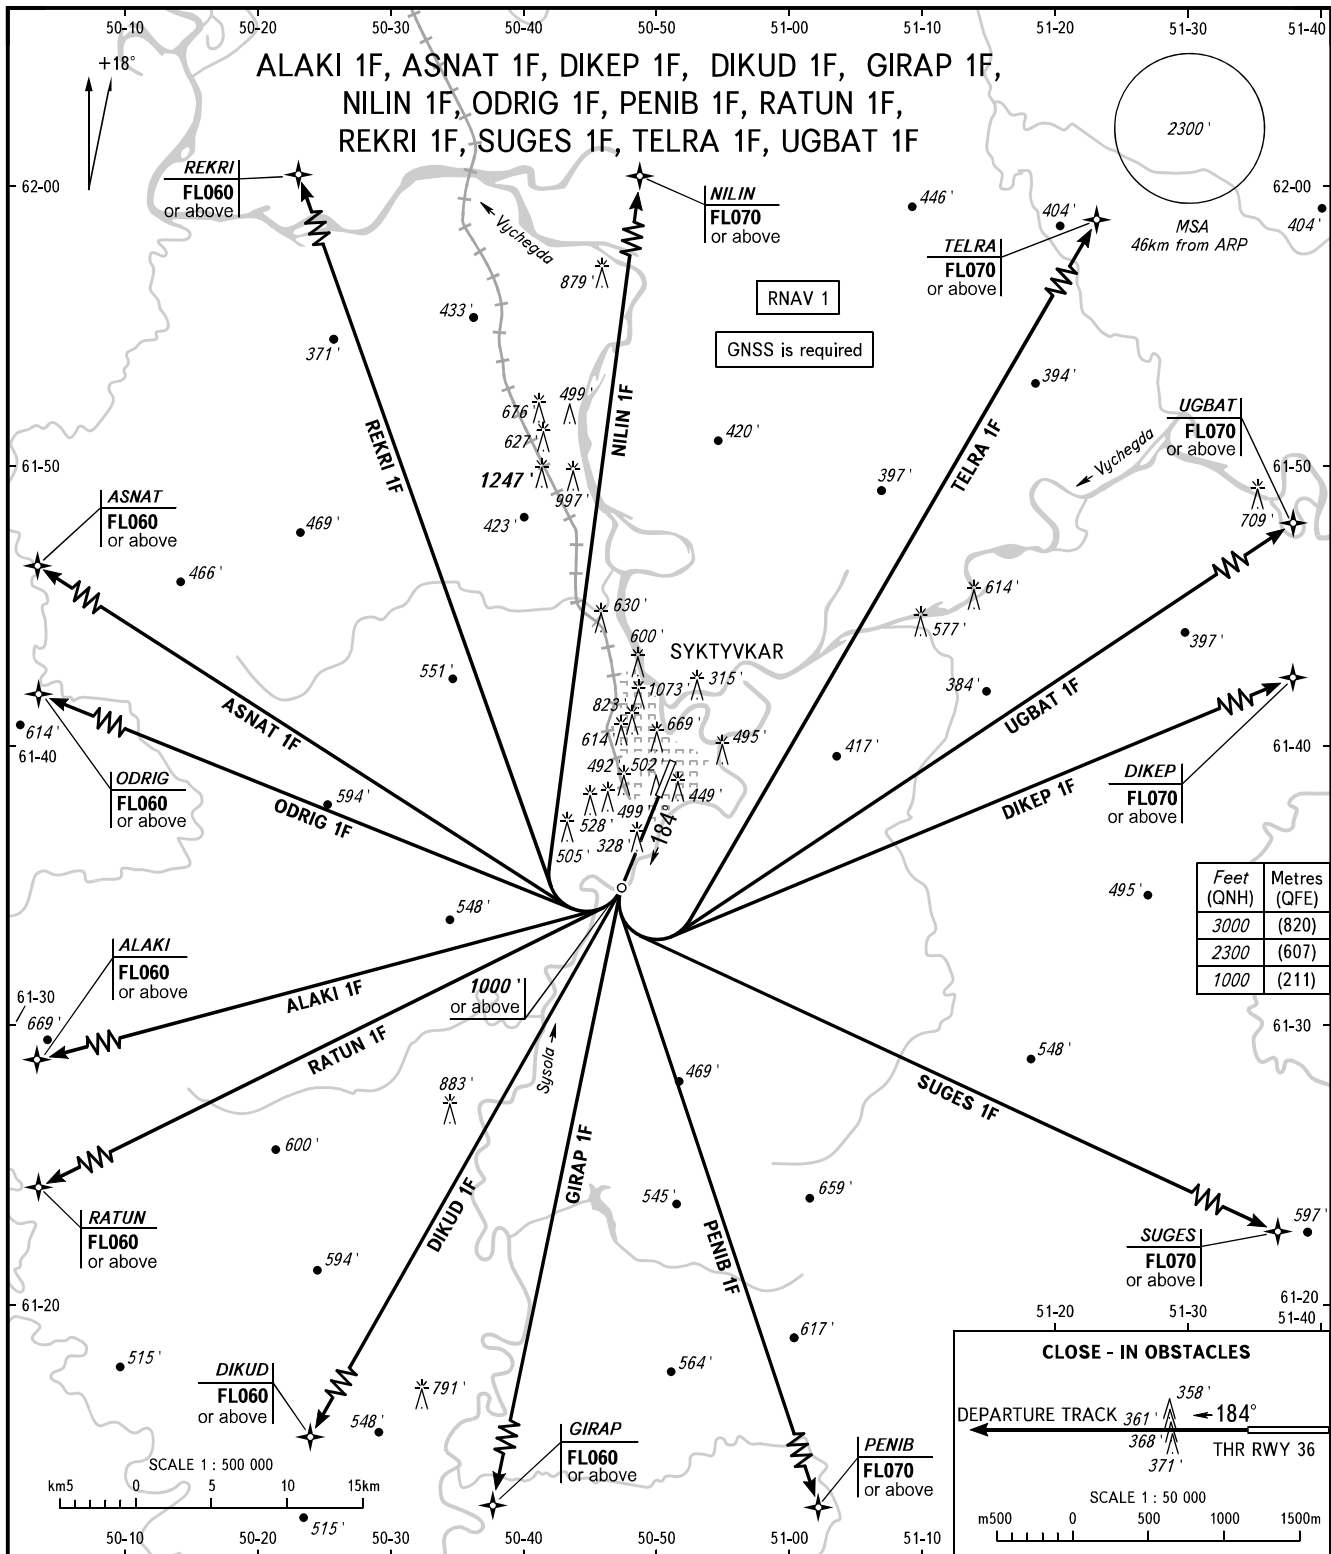 50-10 50-20 50-30 50-40 50-50 51-00 51-10 51-20 51-30 51-40
+18°
ALAKI 1F, ASNAT 1F, DIKEP 1F, DIKUD 1F, GIRAP 1F,
NILIN 1F, ODRIG 1F, PENIB 1F, RATUN 1F,
REKRI 1F, SUGES 1F, TELRA 1F, UGBAT 1F
2300'
MSA
46km from ARP
REKRI
FL060
or above
62-00
NILIN
FL070
or above
446'
404'
62-00
404'
TELRA
FL070
or above
Vychegda
879'
RNAV 1
GNSS is required
433'
371'
394'
676'
499'
627'
1247'
997'
423'
420'
397'
NILIN 1F
REKRI 1F
TELRA 1F
UGBAT
FL070
or above
Vychegda
709'
61-50
61-50
ASNAT
FL060
or above
469'
466'
551'
630'
600'
SYKTYVKAR
1073'
315'
823'
614'
669'
495'
492'
502'
449'
499'
528'
505'
328'
184°
614'
577'
397'
384'
417'
ASNAT 1F
UGBAT 1F
614'
61-40
61-40
ODRIG
FL060
or above
594'
ODRIG 1F
DIKEP 1F
DIKEP
FL070
or above
495'
Feet (QNH) Metres (QFE)
3000 (820)
2300 (607)
1000 (211)
548'
ALAKI
FL060
or above
61-30
669'
ALAKI 1F
RATUN 1F
1000'
or above
Sysola
61-30
548'
469'
SUGES 1F
883'
600'
GIRAP 1F
DIKUD 1F
545'
659'
PENIB 1F
RATUN
FL060
or above
594'
SUGES
FL070
or above
597'
61-20
61-20
51-20 51-30 51-40
617'
564'
515'
DIKUD
FL060
or above
791'
548'
GIRAP
FL060
or above
PENIB
FL070
or above
SCALE 1 : 500 000
km5 0 5 10 15km
515'
CLOSE - IN OBSTACLES
358'
DEPARTURE TRACK 361' 184°
368'
THR RWY 36
371'
SCALE 1 : 50 000
m500 0 500 1000 1500m
50-10 50-20 50-30 50-40 50-50 51-00 51-10